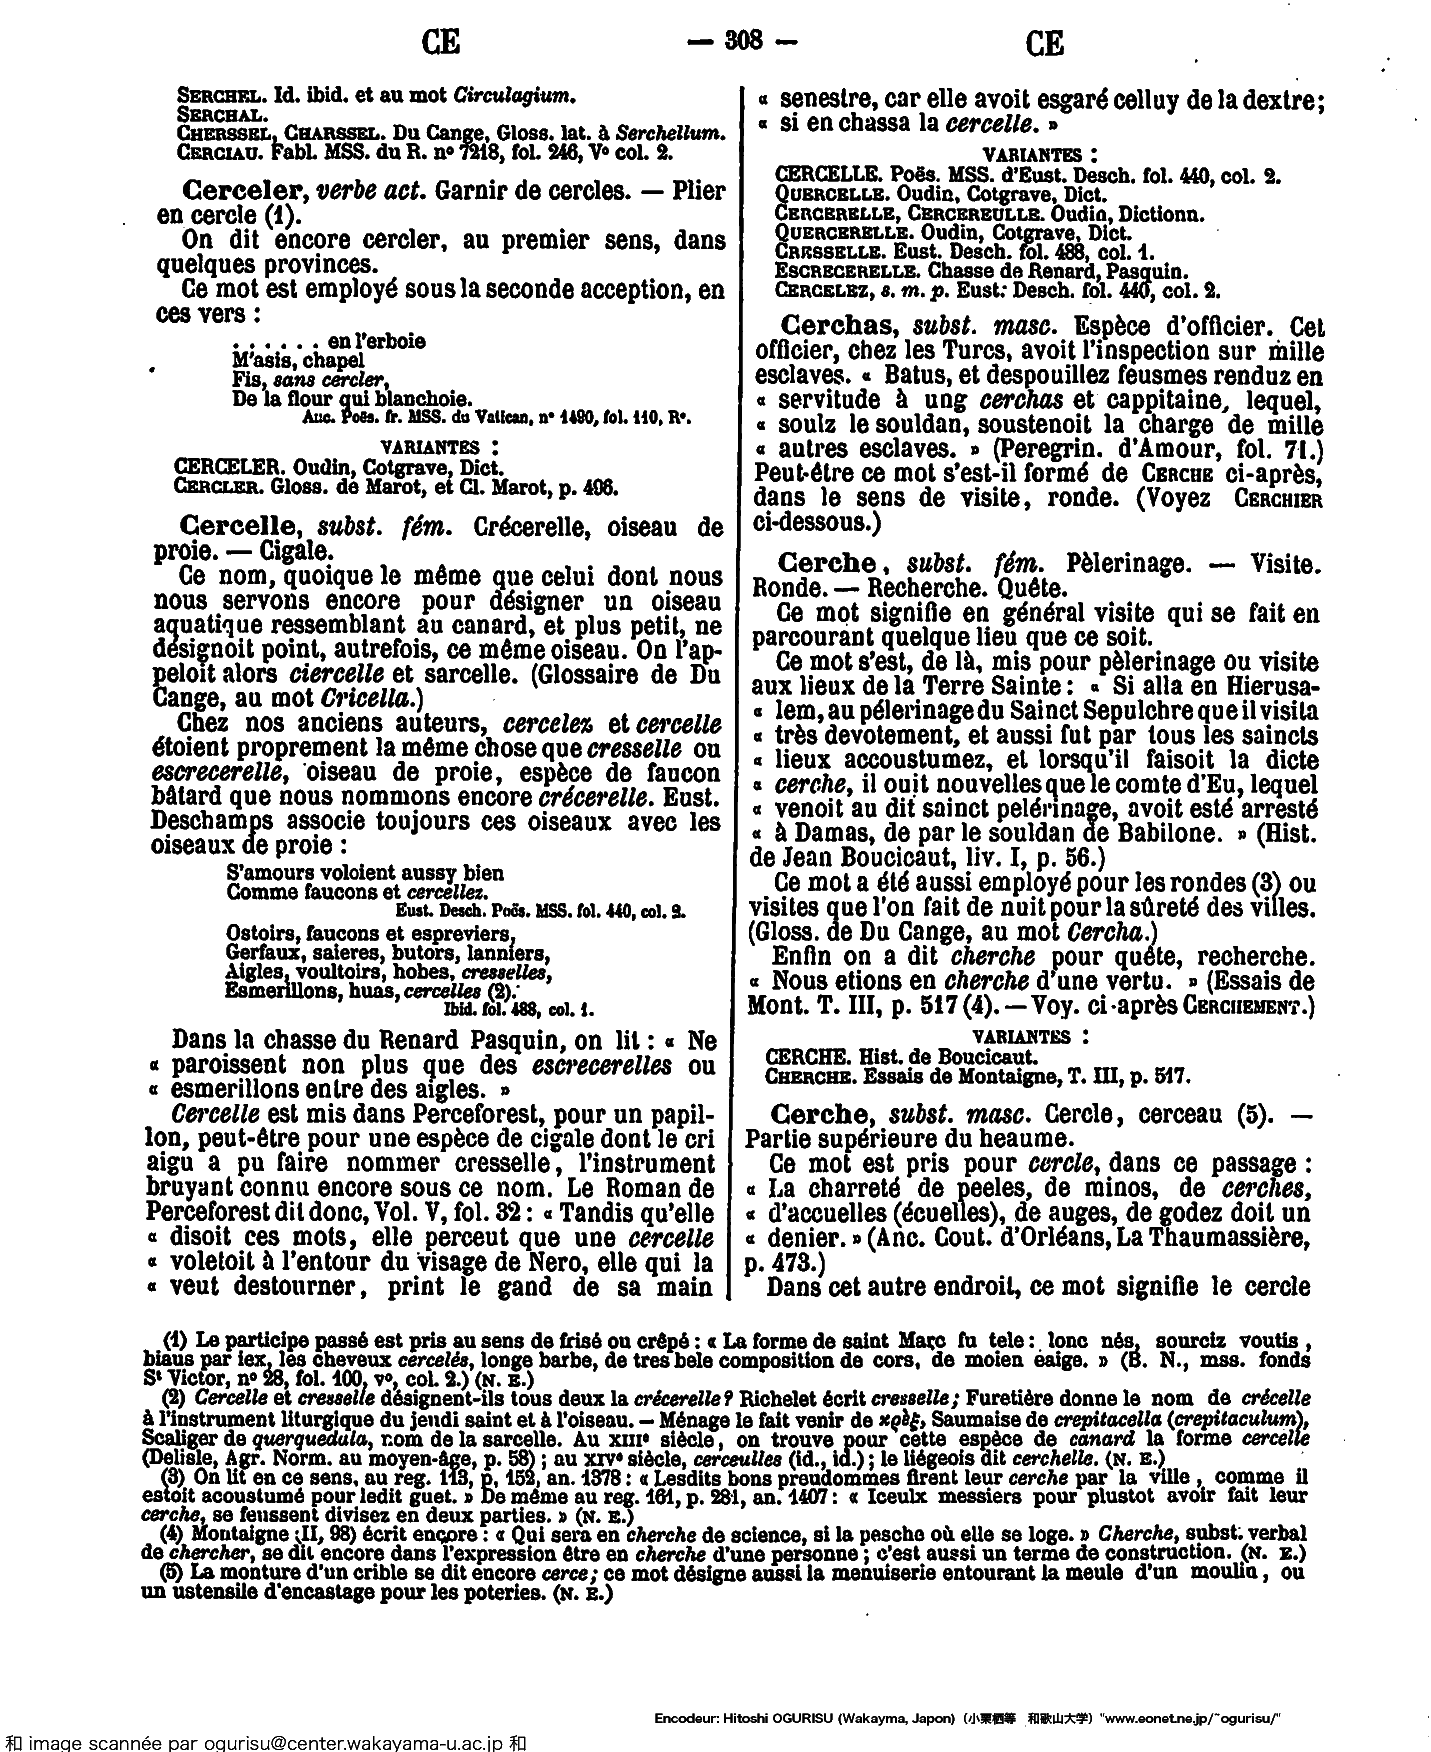 CE — 308 — CE
SERCHEL. Id. ibid. et au mot Circulagium.
SERCHAL.
CHERSSEL, CHARSSEL. Du Cange, Gloss. lat. à Serchellum.
CERCIAU. Fabl. MSS. du R. nº 7218, fol. 246, Vº col. 2.
Cerceler, verbe act. Garnir de cercles. — Plier
en cercle (1).
On dit encore cercler, au premier sens, dans
quelques provinces.
Ce mot est employé sous la seconde acception, en
ces vers :
. . . . . . en l'erboie
M'asis, chapel
Fis, sans cercler,
De la flour qui blanchoie.
Auc. Poës. fr. MSS. du Vatican, nº 1490, fol. 110, Rº.
VARIANTES :
CERCELER. Oudin, Cotgrave, Dict.
CERCLER. Gloss. de Marot, et Cl. Marot, p. 496.
Cercelle, subst. fém. Crécerelle, oiseau de
proie. — Cigale.
Ce nom, quoique le même que celui dont nous
nous servons encore pour désigner un oiseau
aquatique ressemblant au canard, et plus petit, ne
désignoit point, autrefois, ce même oiseau. On l'ap-
peloit alors ciercelle et sarcelle. (Glossaire de Du
Cange, au mot Cricella.)
Chez nos anciens auteurs, cercelez et cercelle
étoient proprement la même chose que cresselle ou
escrecerelle, oiseau de proie, espèce de faucon
bâtard que nous nommons encore crécerelle. Eust.
Deschamps associe toujours ces oiseaux avec les
oiseaux de proie :
S'amours voloient aussy bien
Comme faucons et cercellez.
Eust. Desch. Poës. MSS. fol. 440, col. 2.
Ostoirs, faucons et espreviers,
Gerfaux, saieres, butors, lanniers,
Aigles, voultoirs, hobes, cresselles,
Esmerillons, huas, cercelles (2).
Ibid. fol. 488, col. 1.
Dans la chasse du Renard Pasquin, on lit : « Ne
« paroissent non plus que des escrecerelles ou
« esmerillons entre des aigles. »
Cercelle est mis dans Perceforest, pour un papil-
lon, peut-être pour une espèce de cigale dont le cri
aigu a pu faire nommer cresselle, l'instrument
bruyant connu encore sous ce nom. Le Roman de
Perceforest dit donc, Vol. V, fol. 32 : « Tandis qu'elle
« disoit ces mots, elle perceut que une cercelle
« voletoit à l'entour du visage de Nero, elle qui la
« veut destourner, print le gand de sa main
« senestre, car elle avoit esgaré celluy de la dextre;
« si en chassa la cercelle. »
VARIANTES :
CERCELLE. Poës. MSS. d'Eust. Desch. fol. 440, col. 2.
QUERCELLE. Oudin, Cotgrave, Dict.
CERCERELLE, CERCEREULLE. Oudin, Dictionn.
QUERCERELLE. Oudin, Cotgrave, Dict.
CRESSELLE. Eust. Desch. fol. 488, col. 1.
ESCRECERELLE. Chasse de Renard, Pasquin.
CERCELEZ, s. m. p. Eust. Desch. fol. 440, col. 2.
Cerchas, subst. masc. Espèce d'officier. Cet
officier, chez les Turcs, avoit l'inspection sur mille
esclaves. « Batus, et despouillez feusmes renduz en
« servitude à ung cerchas et cappitaine, lequel,
« soulz le souldan, soustenoit la charge de mille
« autres esclaves. » (Peregrin. d'Amour, fol. 71.)
Peut-être ce mot s'est-il formé de CERCHE ci-après,
dans le sens de visite, ronde. (Voyez CERCHIER
ci-dessous.)
Cerche, subst. fém. Pèlerinage. — Visite.
Ronde. — Recherche. Quête.
Ce mot signifie en général visite qui se fait en
parcourant quelque lieu que ce soit.
Ce mot s'est, de là, mis pour pèlerinage ou visite
aux lieux de la Terre Sainte : « Si alla en Hierusa-
« lem, au pélerinage du Sainct Sepulchre que il visita
« très devotement, et aussi fut par tous les saincts
« lieux accoustumez, et lorsqu'il faisoit la dicte
« cerche, il ouit nouvelles que le comte d'Eu, lequel
« venoit au dit sainct pelérinage, avoit esté arresté
« à Damas, de par le souldan de Babilone. » (Hist.
de Jean Boucicaut, liv. I, p. 56.)
Ce mot a été aussi employé pour les rondes (3) ou
visites que l'on fait de nuit pour la sûreté des villes.
(Gloss. de Du Cange, au mot Cercha.)
Enfin on a dit cherche pour quête, recherche.
« Nous etions en cherche d'une vertu. » (Essais de
Mont. T. III, p. 517 (4). — Voy. ci-après CERCHEMENT.)
VARIANTES :
CERCHE. Hist. de Boucicaut.
CHERCHE. Essais de Montaigne, T. III, p. 517.
Cerche, subst. masc. Cercle, cerceau (5). —
Partie supérieure du heaume.
Ce mot est pris pour cercle, dans ce passage :
« La charreté de peeles, de minos, de cerches,
« d'accuelles (écuelles), de auges, de godez doit un
« denier. » (Anc. Cout. d'Orléans, La Thaumassière,
p. 473.)
Dans cet autre endroit, ce mot signifie le cercle
(1) Le participe passé est pris au sens de frisé ou crêpé : « La forme de saint Marc fu tele : lonc nés, sourciz voutis,
biaus par iex, les cheveux cercelés, longe barbe, de tres bele composition de cors, de moien eaige. » (B. N., mss. fonds
St Victor, nº 28, fol. 100, vº, col. 2.) (N. E.)
(2) Cercelle et cresselle désignent-ils tous deux la crécerelle ? Richelet écrit cresselle; Furetière donne le nom de crécelle
à l'instrument liturgique du jeudi saint et à l'oiseau. — Ménage le fait venir de κρὲξ, Saumaise de crepitacella (crepitaculum),
Scaliger de querquedula, nom de la sarcelle. Au XIIIe siècle, on trouve pour cette espèce de canard la forme cercelle
(Delisle, Agr. Norm. au moyen-âge, p. 58) ; au XIVe siècle, cerceulles (id., id.) ; le liégeois dit cerchelle. (N. E.)
(3) On lit en ce sens, au reg. 113, p. 152, an. 1378 : « Lesdits bons preudommes firent leur cerche par la ville, comme il
estoit acoustumé pour ledit guet. » De même au reg. 161, p. 281, an. 1407 : « Iceulx messiers pour plustot avoir fait leur
cerche, se feussent divisez en deux parties. » (N. E.)
(4) Montaigne (II, 98) écrit encore : « Qui sera en cherche de science, si la pesche où elle se loge. » Cherche, subst. verbal
de chercher, se dit encore dans l'expression être en cherche d'une personne ; c'est aussi un terme de construction. (N. E.)
(5) La monture d'un crible se dit encore cerce; ce mot désigne aussi la menuiserie entourant la meule d'un moulin, ou
un ustensile d'encastage pour les poteries. (N. E.)
Encodeur: Hitoshi OGURISU (Wakayma, Japon) (小栗栖等 和歌山大学) "www.eonet.ne.jp/~ogurisu/"
和 image scannée par ogurisu@center.wakayama-u.ac.jp 和